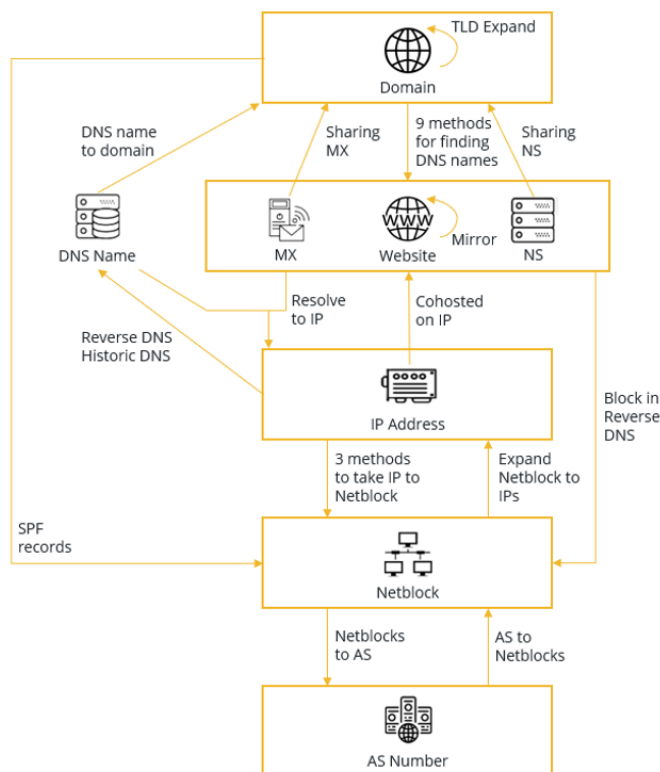 TLD Expand
Domain
DNS name
to domain
Sharing
MX
9 methods
for finding
DNS names
Sharing
NS
DNS Name
MX
WWW
Website
Mirror
NS
Resolve
to IP
Cohosted
on IP
Reverse DNS
Historic DNS
IP Address
Block in
Reverse
DNS
3 methods
to take IP to
Netblock
Expand
Netblock to
IPs
SPF
records
Netblock
Netblocks
to AS
AS to
Netblocks
AS Number